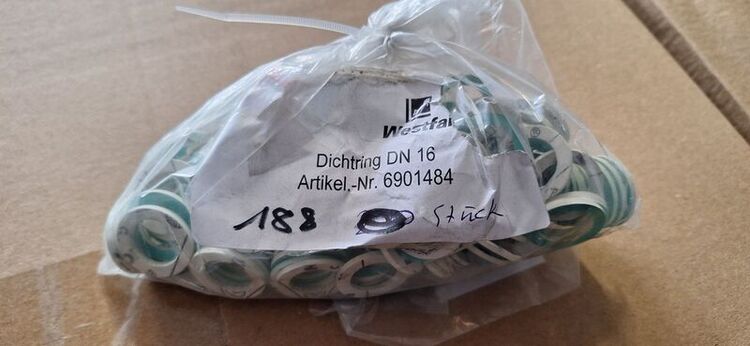 Westfa
Dichtring DN 16
Artikel.-Nr. 6901484
188 Stück